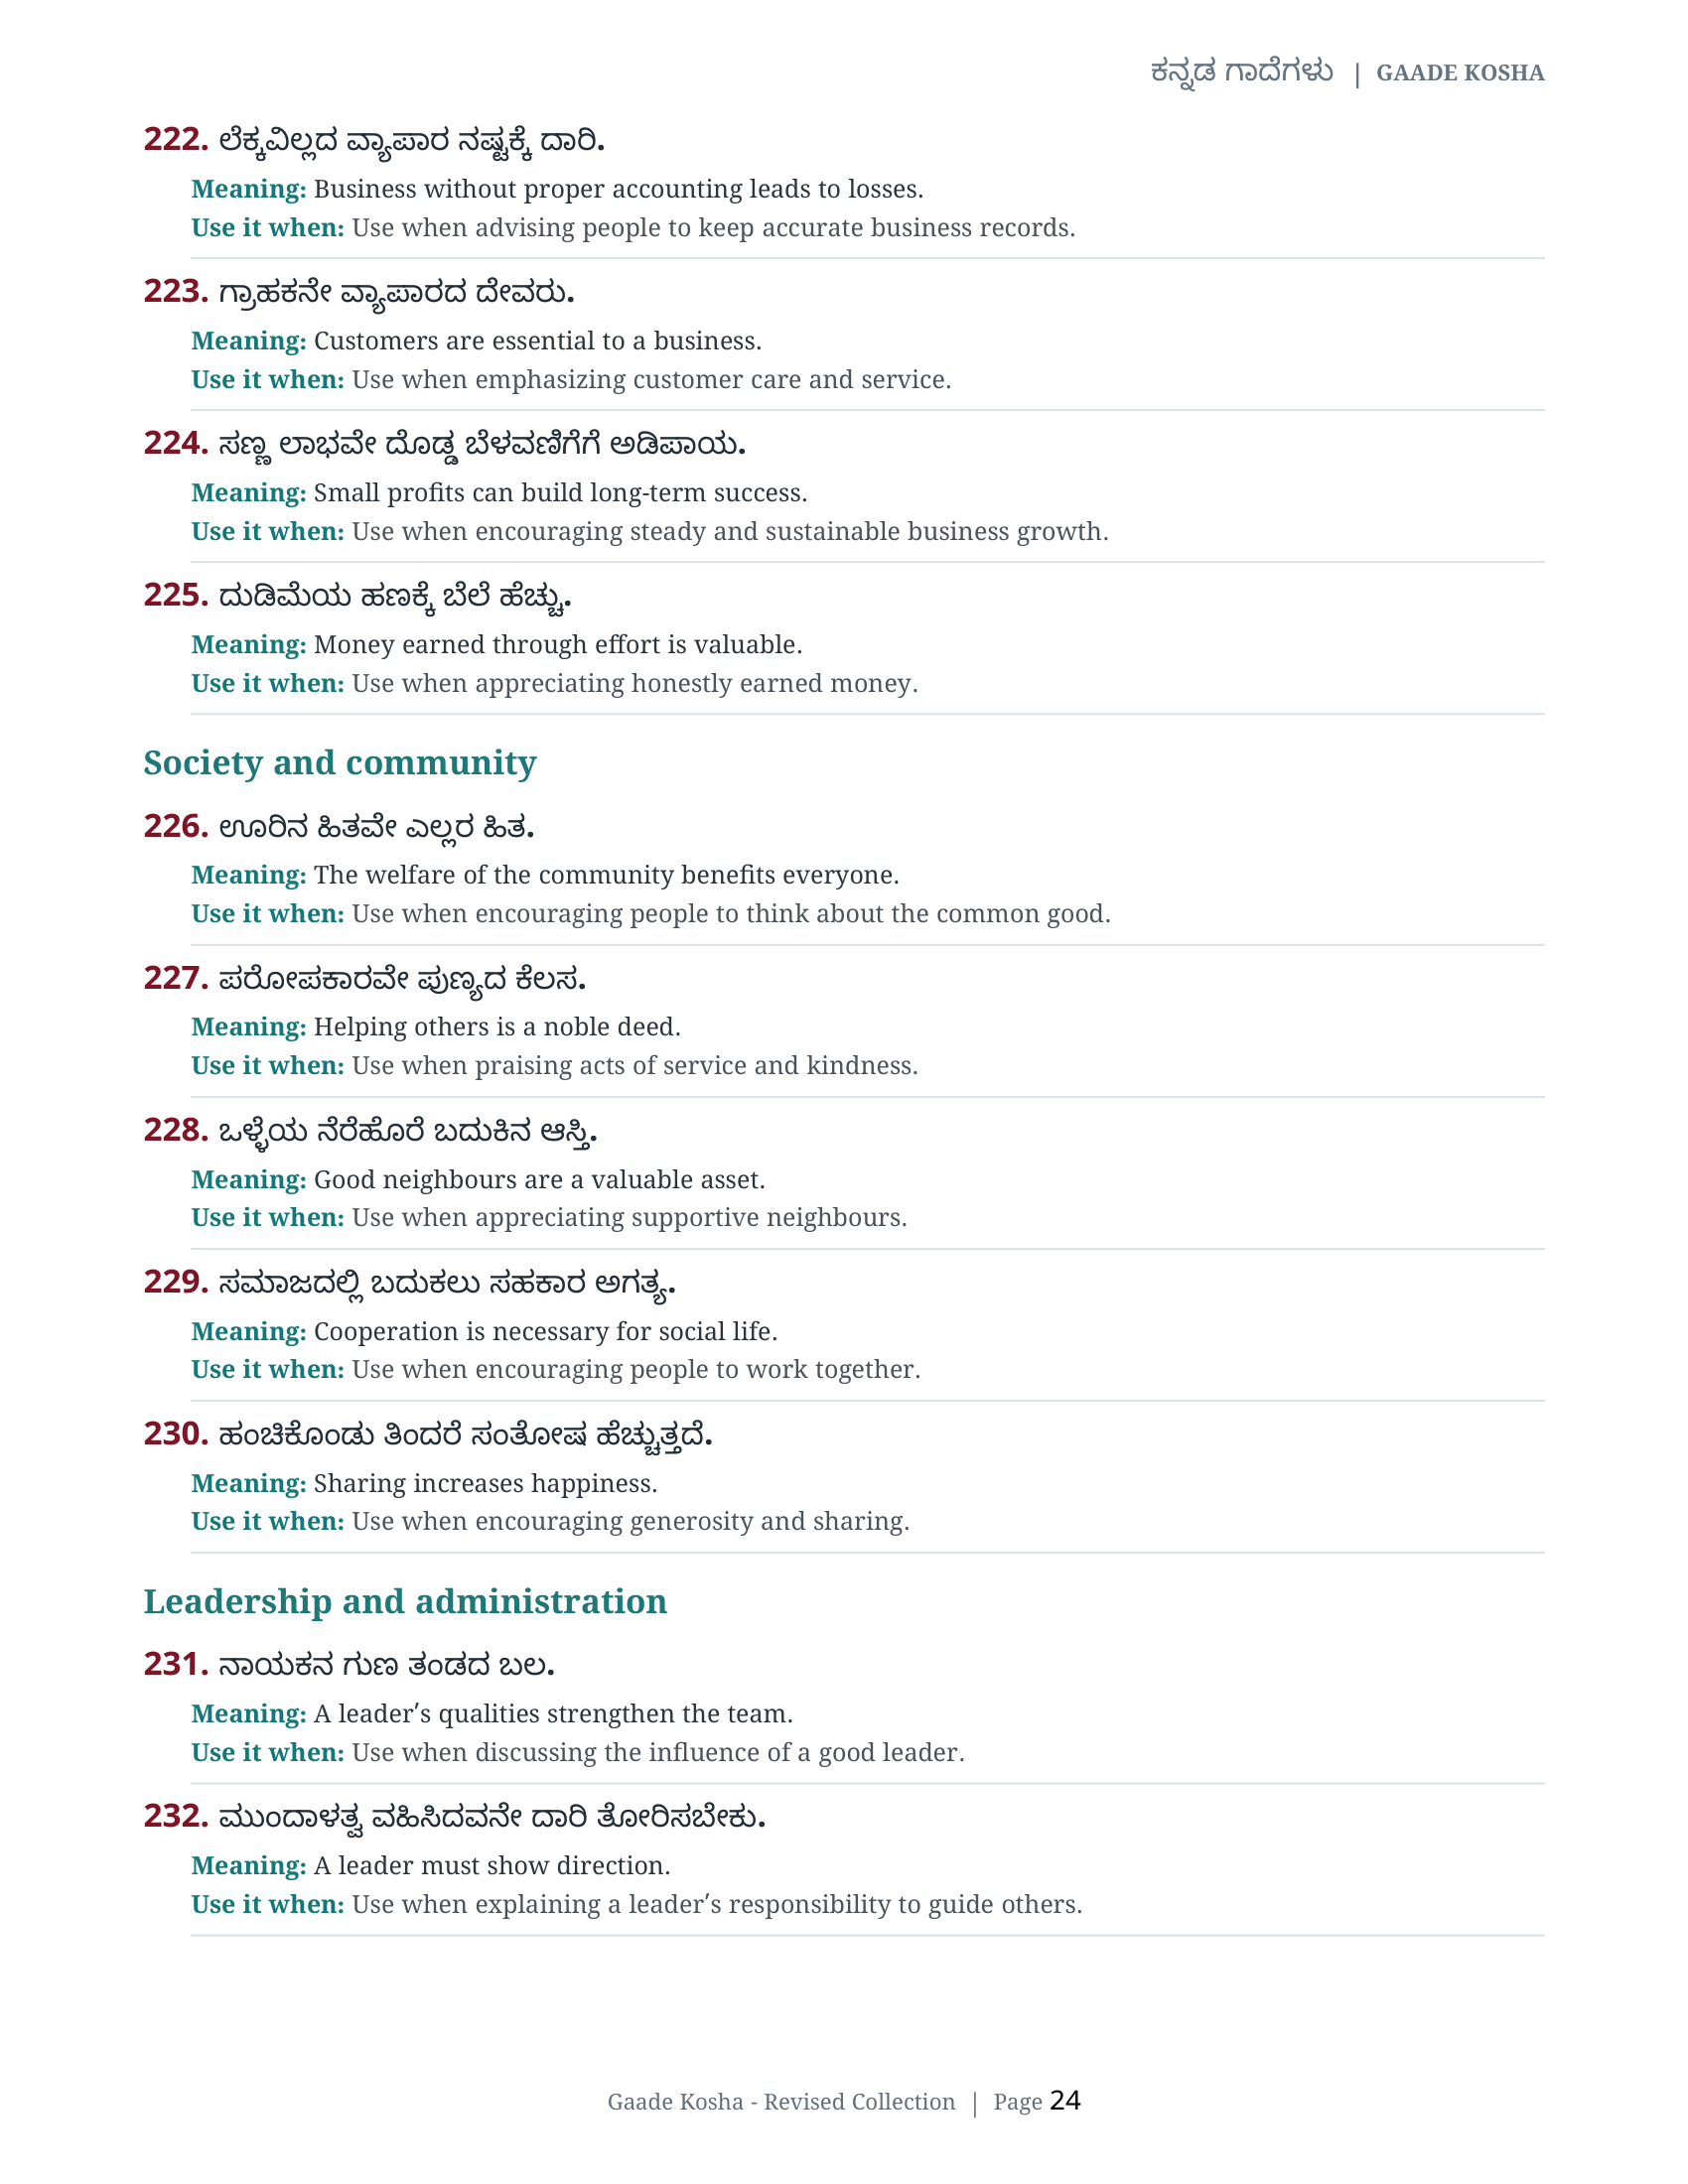 ಕನ್ನಡ ಗಾದೆಗಳು | GAADE KOSHA
222. ಲೆಕ್ಕವಿಲ್ಲದ ವ್ಯಾಪಾರ ನಷ್ಟಕ್ಕೆ ದಾರಿ.
Meaning: Business without proper accounting leads to losses.
Use it when: Use when advising people to keep accurate business records.
223. ಗ್ರಾಹಕನೇ ವ್ಯಾಪಾರದ ದೇವರು.
Meaning: Customers are essential to a business.
Use it when: Use when emphasizing customer care and service.
224. ಸಣ್ಣ ಲಾಭವೇ ದೊಡ್ಡ ಬೆಳವಣಿಗೆಗೆ ಅಡಿಪಾಯ.
Meaning: Small profits can build long-term success.
Use it when: Use when encouraging steady and sustainable business growth.
225. ದುಡಿಮೆಯ ಹಣಕ್ಕೆ ಬೆಲೆ ಹೆಚ್ಚು.
Meaning: Money earned through effort is valuable.
Use it when: Use when appreciating honestly earned money.
Society and community
226. ಊರಿನ ಹಿತವೇ ಎಲ್ಲರ ಹಿತ.
Meaning: The welfare of the community benefits everyone.
Use it when: Use when encouraging people to think about the common good.
227. ಪರೋಪಕಾರವೇ ಪುಣ್ಯದ ಕೆಲಸ.
Meaning: Helping others is a noble deed.
Use it when: Use when praising acts of service and kindness.
228. ಒಳ್ಳೆಯ ನೆರೆಹೊರೆ ಬದುಕಿನ ಆಸ್ತಿ.
Meaning: Good neighbours are a valuable asset.
Use it when: Use when appreciating supportive neighbours.
229. ಸಮಾಜದಲ್ಲಿ ಬದುಕಲು ಸಹಕಾರ ಅಗತ್ಯ.
Meaning: Cooperation is necessary for social life.
Use it when: Use when encouraging people to work together.
230. ಹಂಚಿಕೊಂಡು ತಿಂದರೆ ಸಂತೋಷ ಹೆಚ್ಚುತ್ತದೆ.
Meaning: Sharing increases happiness.
Use it when: Use when encouraging generosity and sharing.
Leadership and administration
231. ನಾಯಕನ ಗುಣ ತಂಡದ ಬಲ.
Meaning: A leader's qualities strengthen the team.
Use it when: Use when discussing the influence of a good leader.
232. ಮುಂದಾಳತ್ವ ವಹಿಸಿದವನೇ ದಾರಿ ತೋರಿಸಬೇಕು.
Meaning: A leader must show direction.
Use it when: Use when explaining a leader's responsibility to guide others.
Gaade Kosha - Revised Collection | Page 24